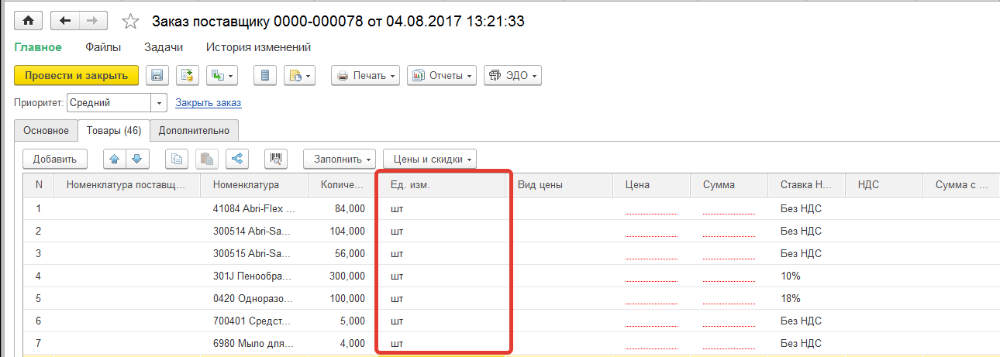 Заказ поставщику 0000-000078 от 04.08.2017 13:21:33
Главное Файлы Задачи История изменений
Провести и закрыть Печать Отчеты ЭДО
Приоритет: Средний Закрыть заказ
Основное Товары (46) Дополнительно
Добавить Заполнить Цены и скидки
N Номенклатура поставщ... Номенклатура Количе... Ед. изм. Вид цены Цена Сумма Ставка Н... НДС Сумма с ...
1 41084 Abri-Flex ... 84,000 шт Без НДС
2 300514 Abri-Sa... 104,000 шт Без НДС
3 300515 Abri-Sa... 56,000 шт Без НДС
4 301J Пенообра... 300,000 шт 10%
5 0420 Одноразо... 100,000 шт 18%
6 700401 Средст... 5,000 шт Без НДС
7 6980 Мыло для... 4,000 шт Без НДС